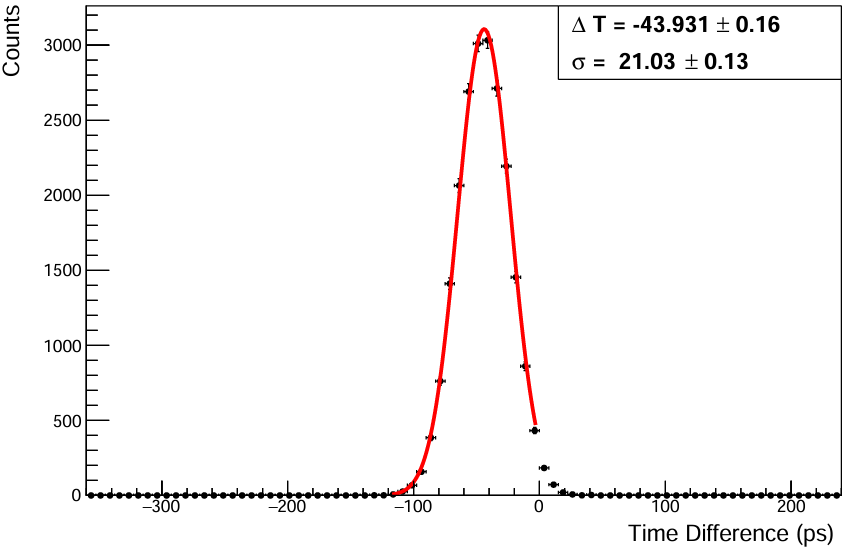 Counts
Δ T = -43.931 ± 0.16
σ = 21.03 ± 0.13
3000
2500
2000
1500
1000
500
0
−300 −200 −100 0 100 200
Time Difference (ps)